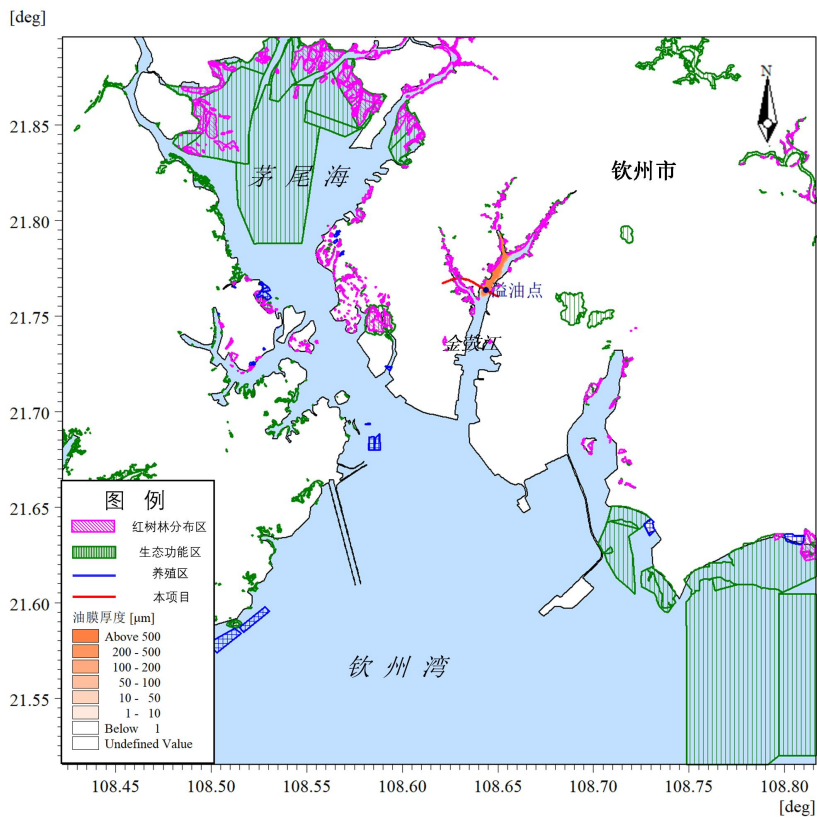 [deg]
N
21.85
茅尾海
钦州市
21.80
溢油点
21.75
金鼓江
21.70
21.65
图 例
红树林分布区
生态功能区
养殖区
本项目
21.60
油膜厚度 [μm]
Above 500
200 - 500
100 - 200
50 - 100
10 - 50
1 - 10
Below 1
Undefined Value
钦州湾
21.55
108.45 108.50 108.55 108.60 108.65 108.70 108.75 108.80
[deg]